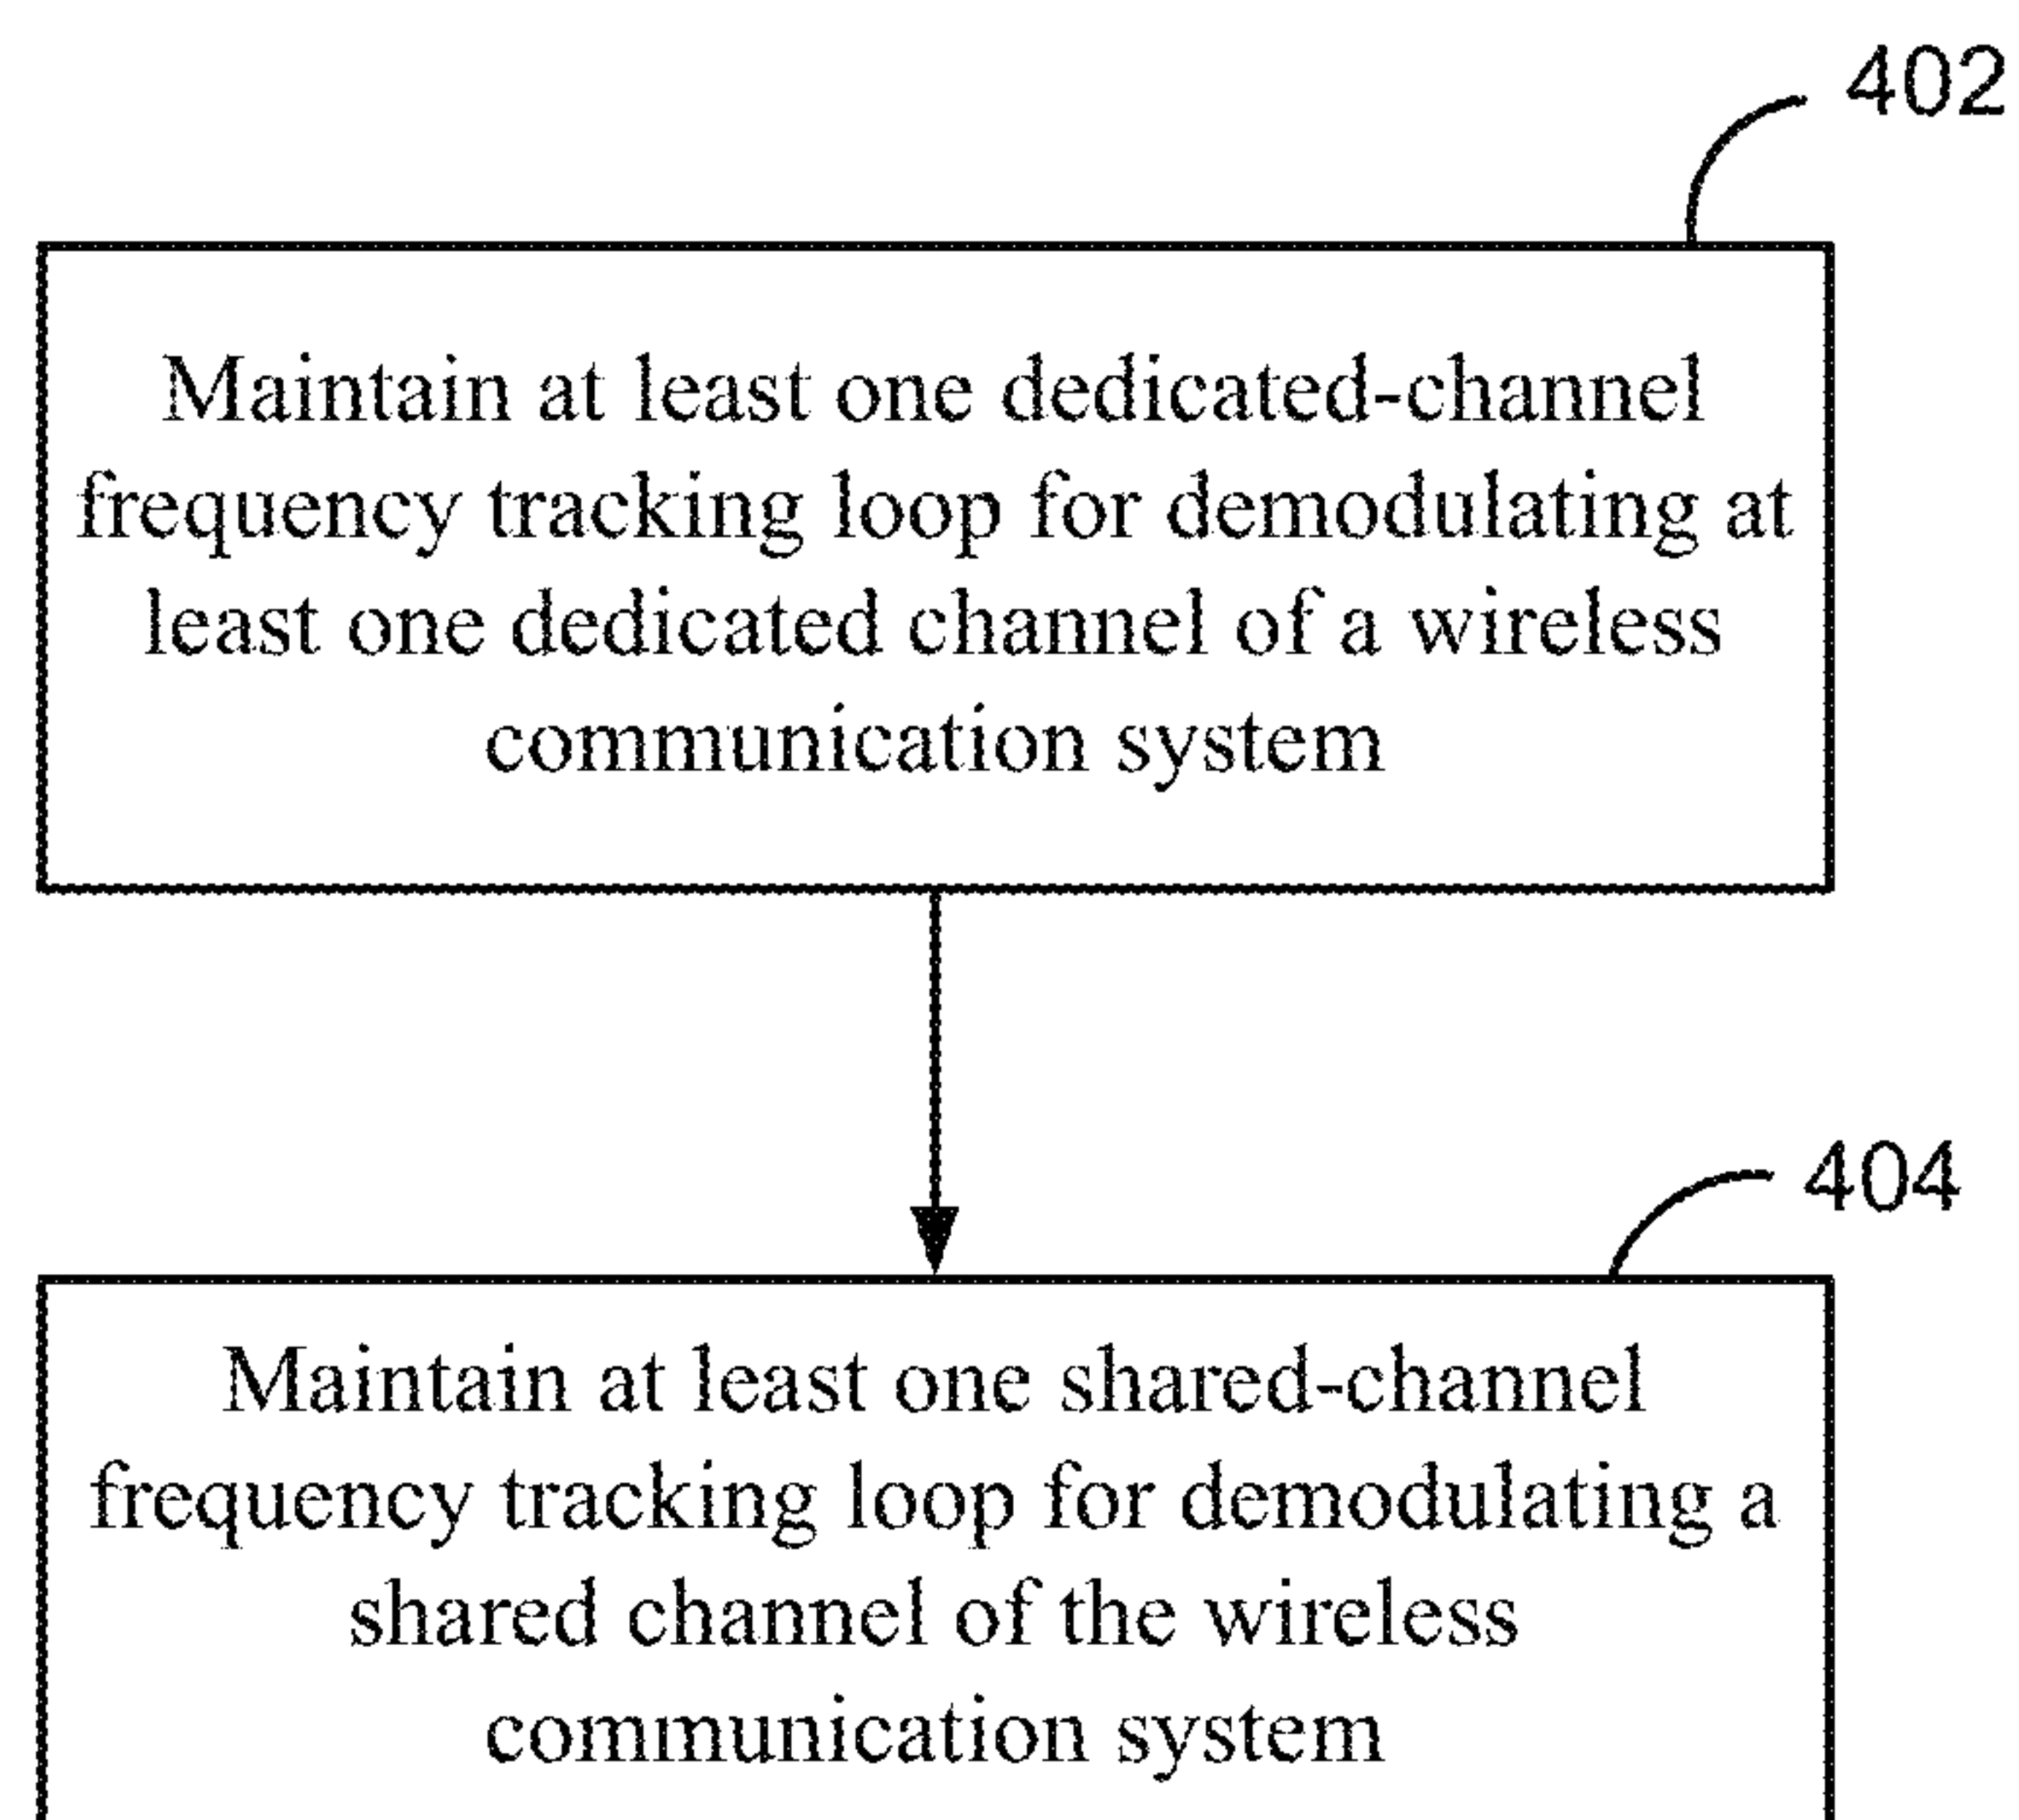 402
Maintain at least one dedicated-channel
frequency tracking loop for demodulating at
least one dedicated channel of a wireless
communication system
404
Maintain at least one shared-channel
frequency tracking loop for demodulating a
shared channel of the wireless
communication system